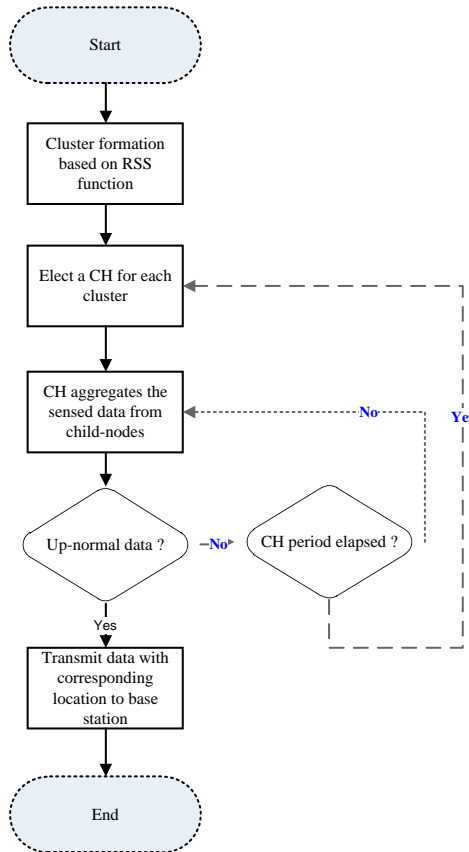 Start
Cluster formation
based on RSS
function
Elect a CH for each
cluster
CH aggregates the
sensed data from
child-nodes
No
Ye
Up-normal data ?
No
CH period elapsed ?
Yes
Transmit data with
corresponding
location to base
station
End